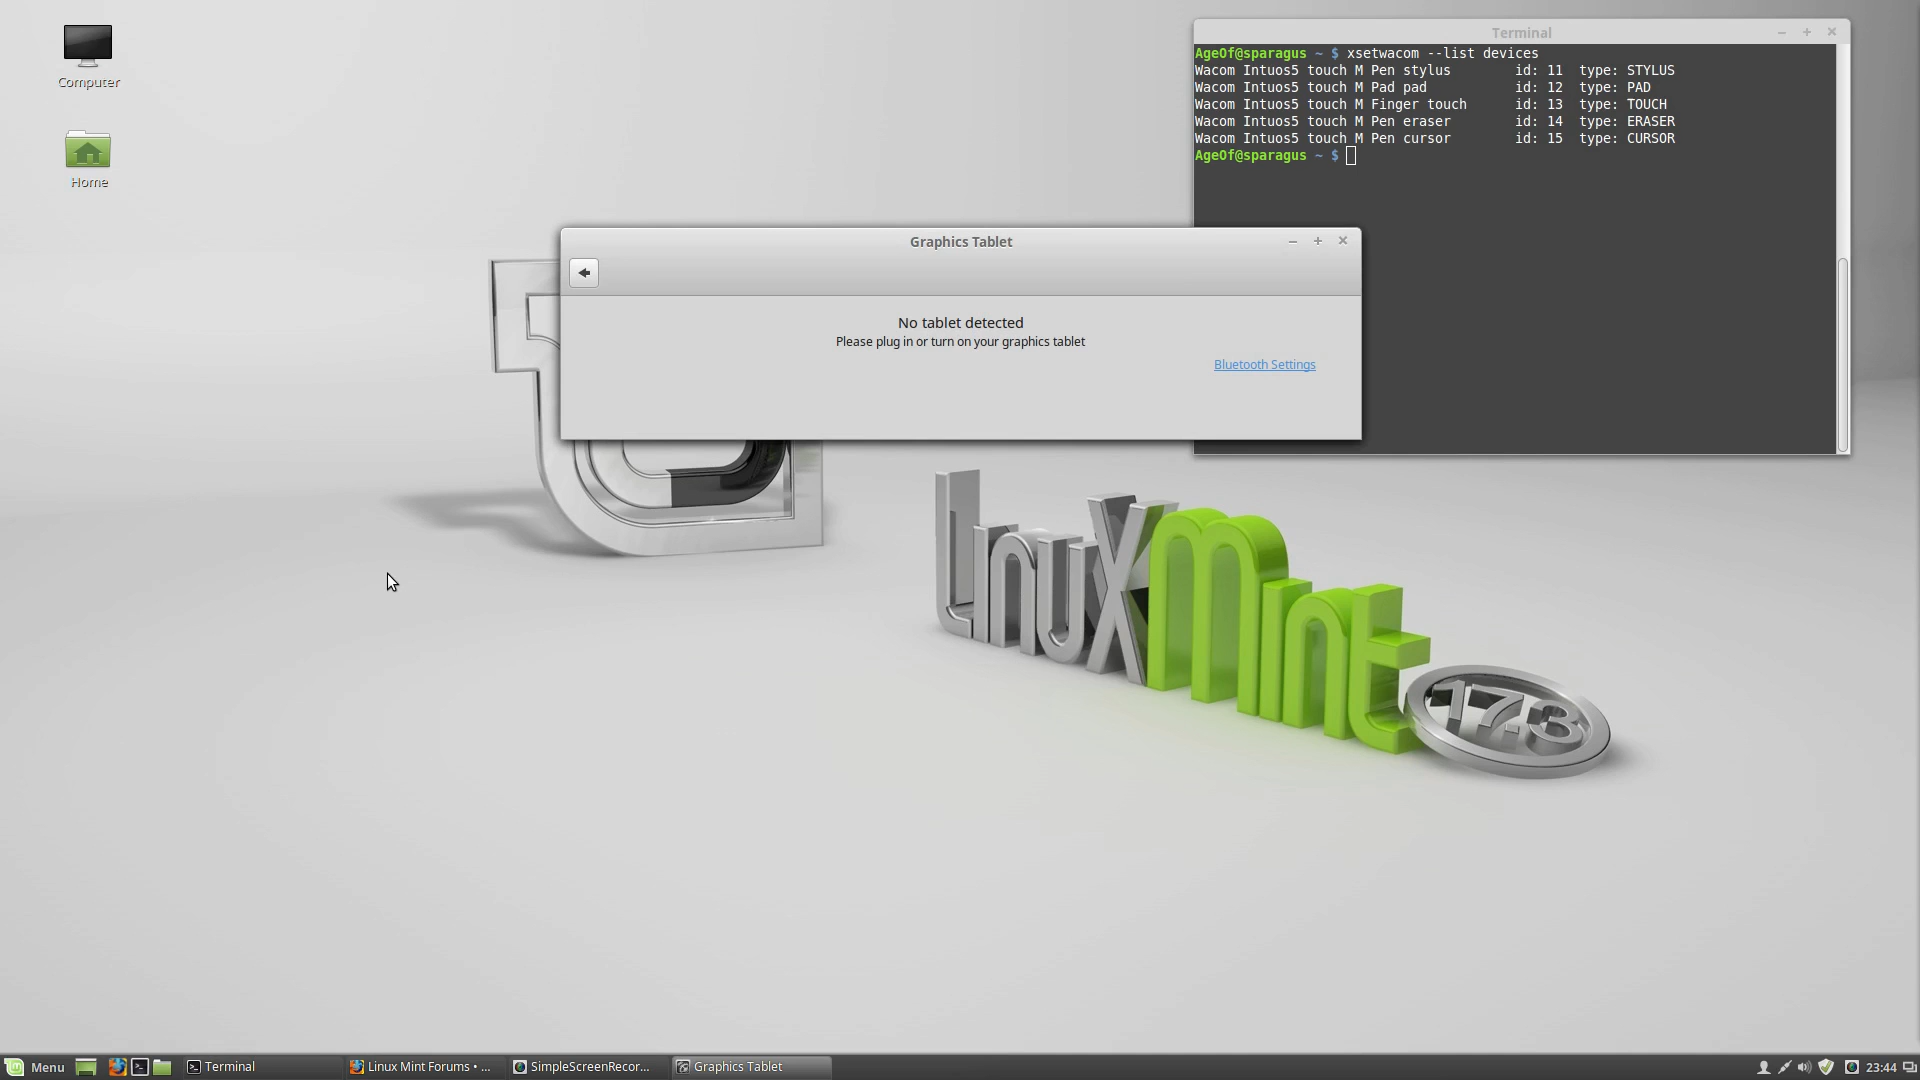 Computer
Home
Terminal
AgeOf@sparagus ~ $ xsetwacom --list devices
Wacom Intuos5 touch M Pen stylus id: 11 type: STYLUS
Wacom Intuos5 touch M Pad pad id: 12 type: PAD
Wacom Intuos5 touch M Finger touch id: 13 type: TOUCH
Wacom Intuos5 touch M Pen eraser id: 14 type: ERASER
Wacom Intuos5 touch M Pen cursor id: 15 type: CURSOR
AgeOf@sparagus ~ $
Graphics Tablet
No tablet detected
Please plug in or turn on your graphics tablet
Bluetooth Settings
LinuxMint 17.3
Menu
Terminal
Linux Mint Forums • ...
SimpleScreenRecor...
Graphics Tablet
23:44